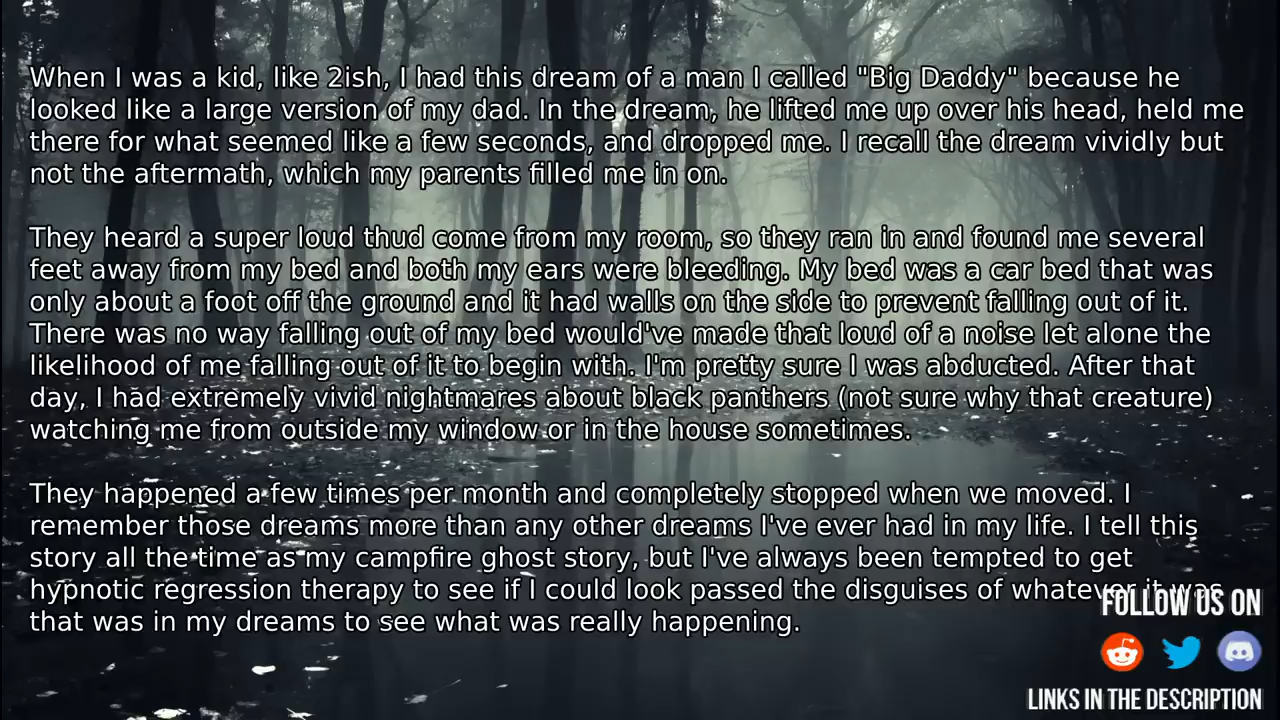 When I was a kid, like 2ish, I had this dream of a man I called "Big Daddy" because he
looked like a large version of my dad. In the dream, he lifted me up over his head, held me
there for what seemed like a few seconds, and dropped me. I recall the dream vividly but
not the aftermath, which my parents filled me in on.
They heard a super loud thud come from my room, so they ran in and found me several
feet away from my bed and both my ears were bleeding. My bed was a car bed that was
only about a foot off the ground and it had walls on the side to prevent falling out of it.
There was no way falling out of my bed would've made that loud of a noise let alone the
likelihood of me falling out of it to begin with. I'm pretty sure I was abducted. After that
day, I had extremely vivid nightmares about black panthers (not sure why that creature)
watching me from outside my window or in the house sometimes.
They happened a few times per month and completely stopped when we moved. I
remember those dreams more than any other dreams I've ever had in my life. I tell this
story all the time as my campfire ghost story, but I've always been tempted to get
hypnotic regression therapy to see if I could look passed the disguises of whatever it was
that was in my dreams to see what was really happening.
FOLLOW US ON
LINKS IN THE DESCRIPTION